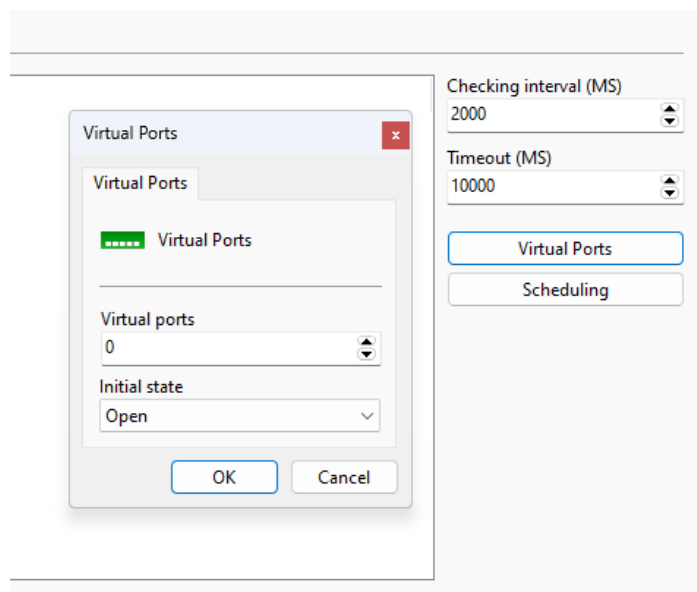 Checking interval (MS)
2000
Timeout (MS)
10000
Virtual Ports
Scheduling
Virtual Ports
x
Virtual Ports
Virtual Ports
Virtual ports
0
Initial state
Open
OK Cancel